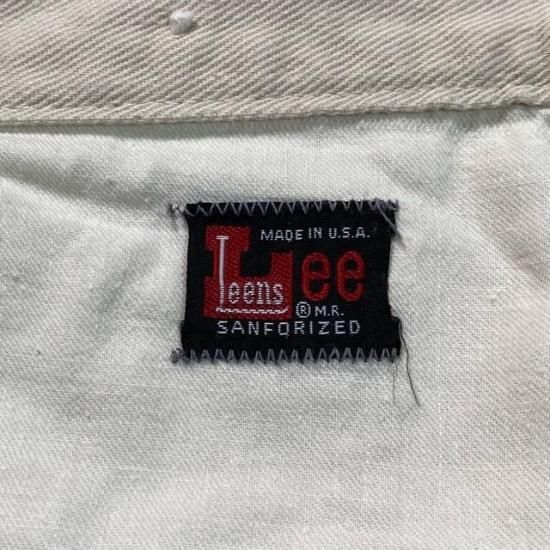 MADE IN U.S.A.
Lee
Teens
® M.R.
SANFORIZED